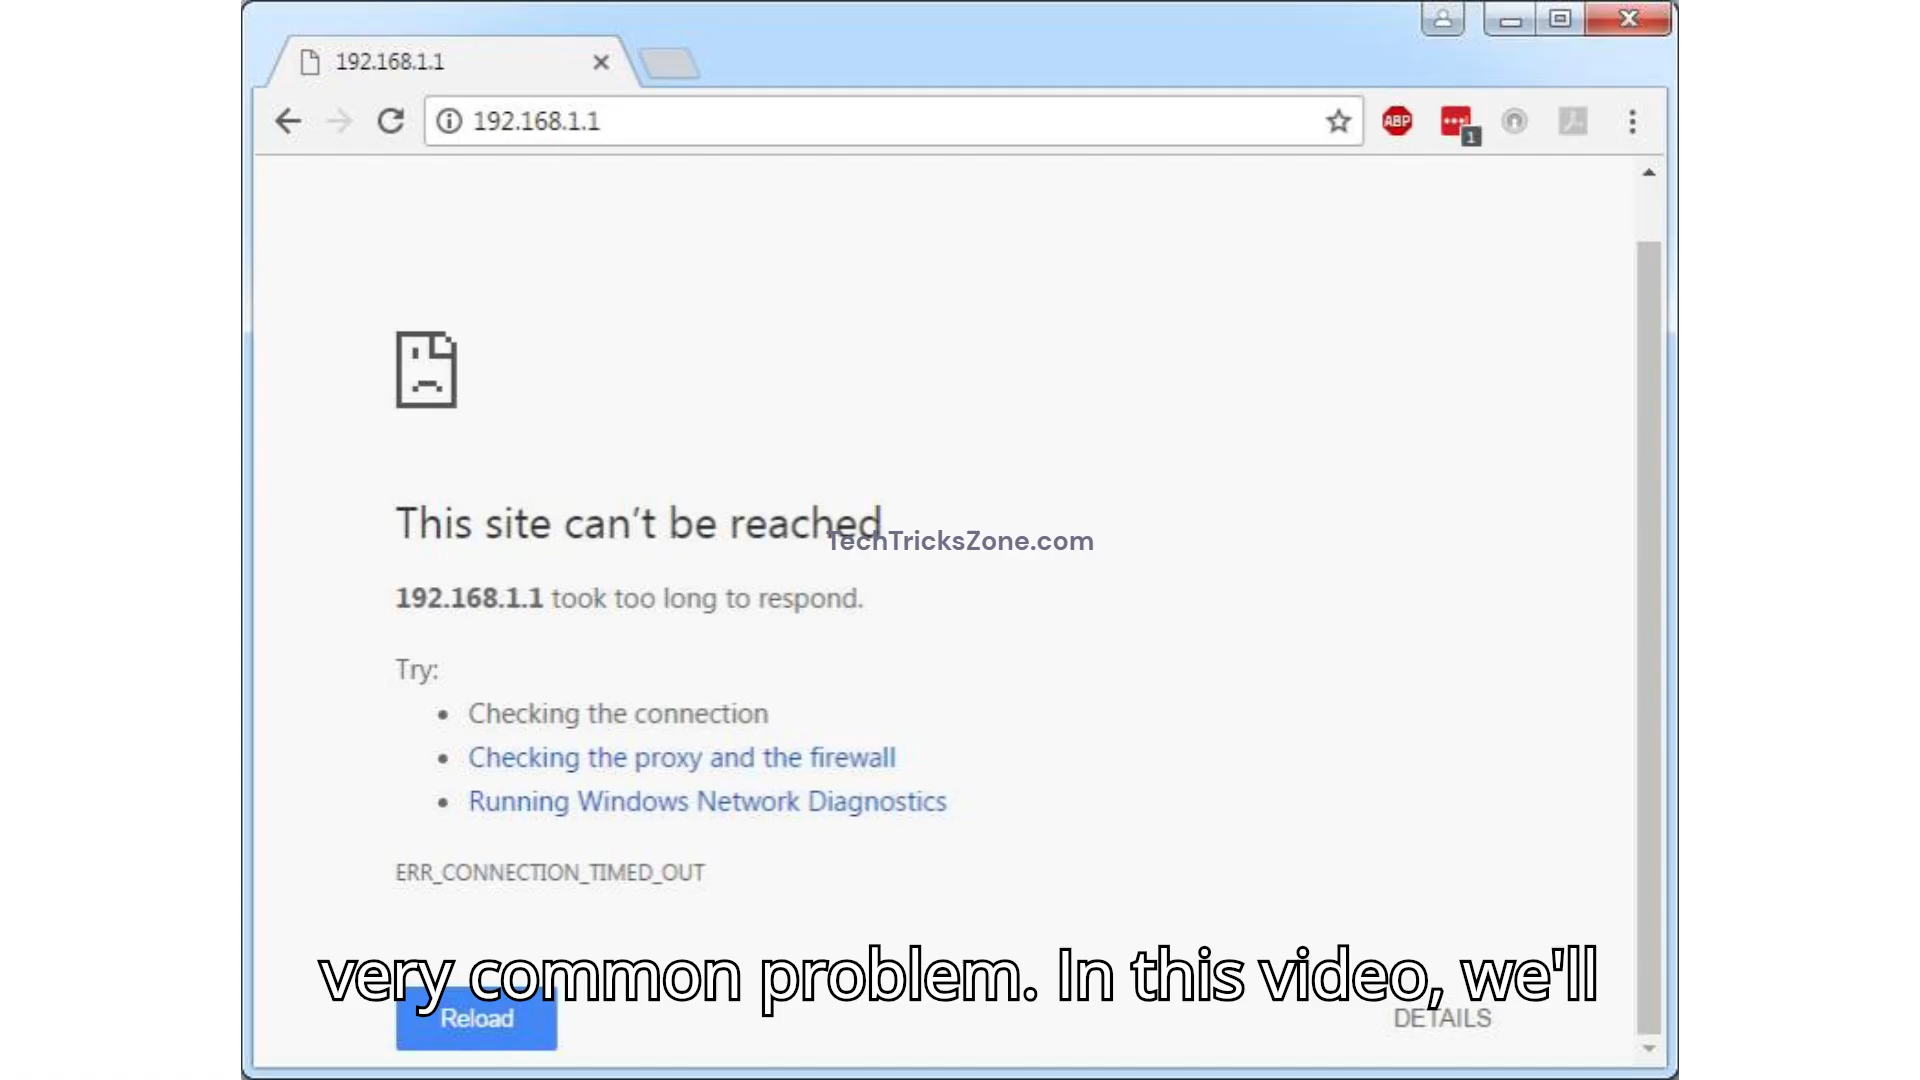 192.168.1.1
192.168.1.1
ABP
1
This site can’t be reached
TechTricksZone.com
192.168.1.1 took too long to respond.
Try:
Checking the connection
Checking the proxy and the firewall
Running Windows Network Diagnostics
ERR_CONNECTION_TIMED_OUT
very common problem. In this video, we'll
Reload
DETAILS